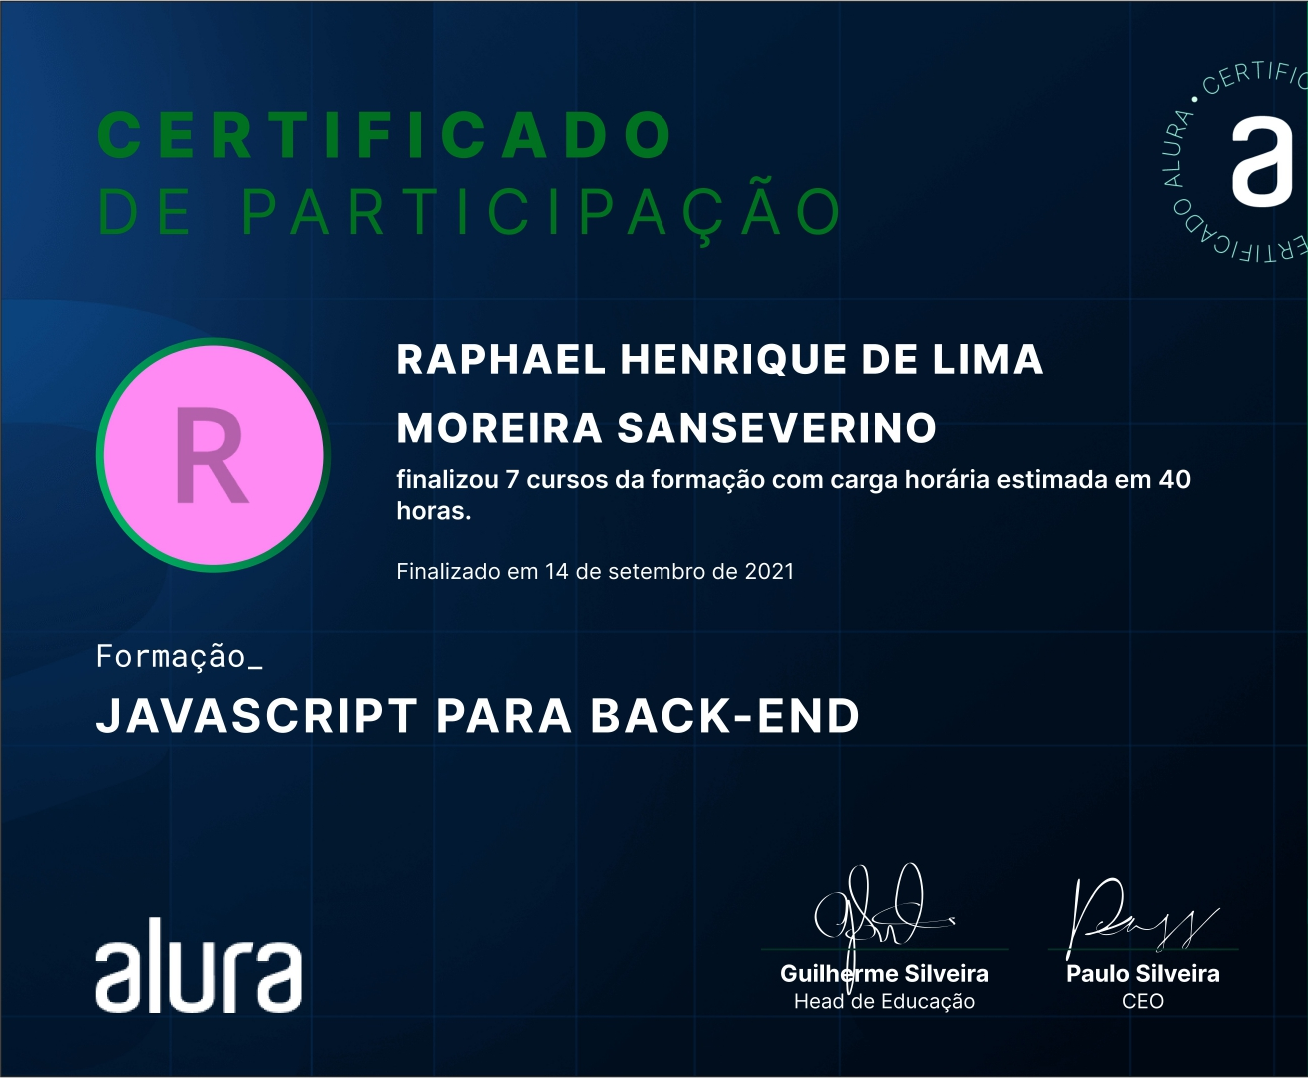 CERTIFICADO
DE PARTICIPAÇÃO
CERTIFIC
ERTIFICADO ALURA •
a
R
RAPHAEL HENRIQUE DE LIMA
MOREIRA SANSEVERINO
finalizou 7 cursos da formação com carga horária estimada em 40
horas.
Finalizado em 14 de setembro de 2021
Formação_
JAVASCRIPT PARA BACK-END
alura
Guilherme Silveira
Head de Educação
Paulo Silveira
CEO